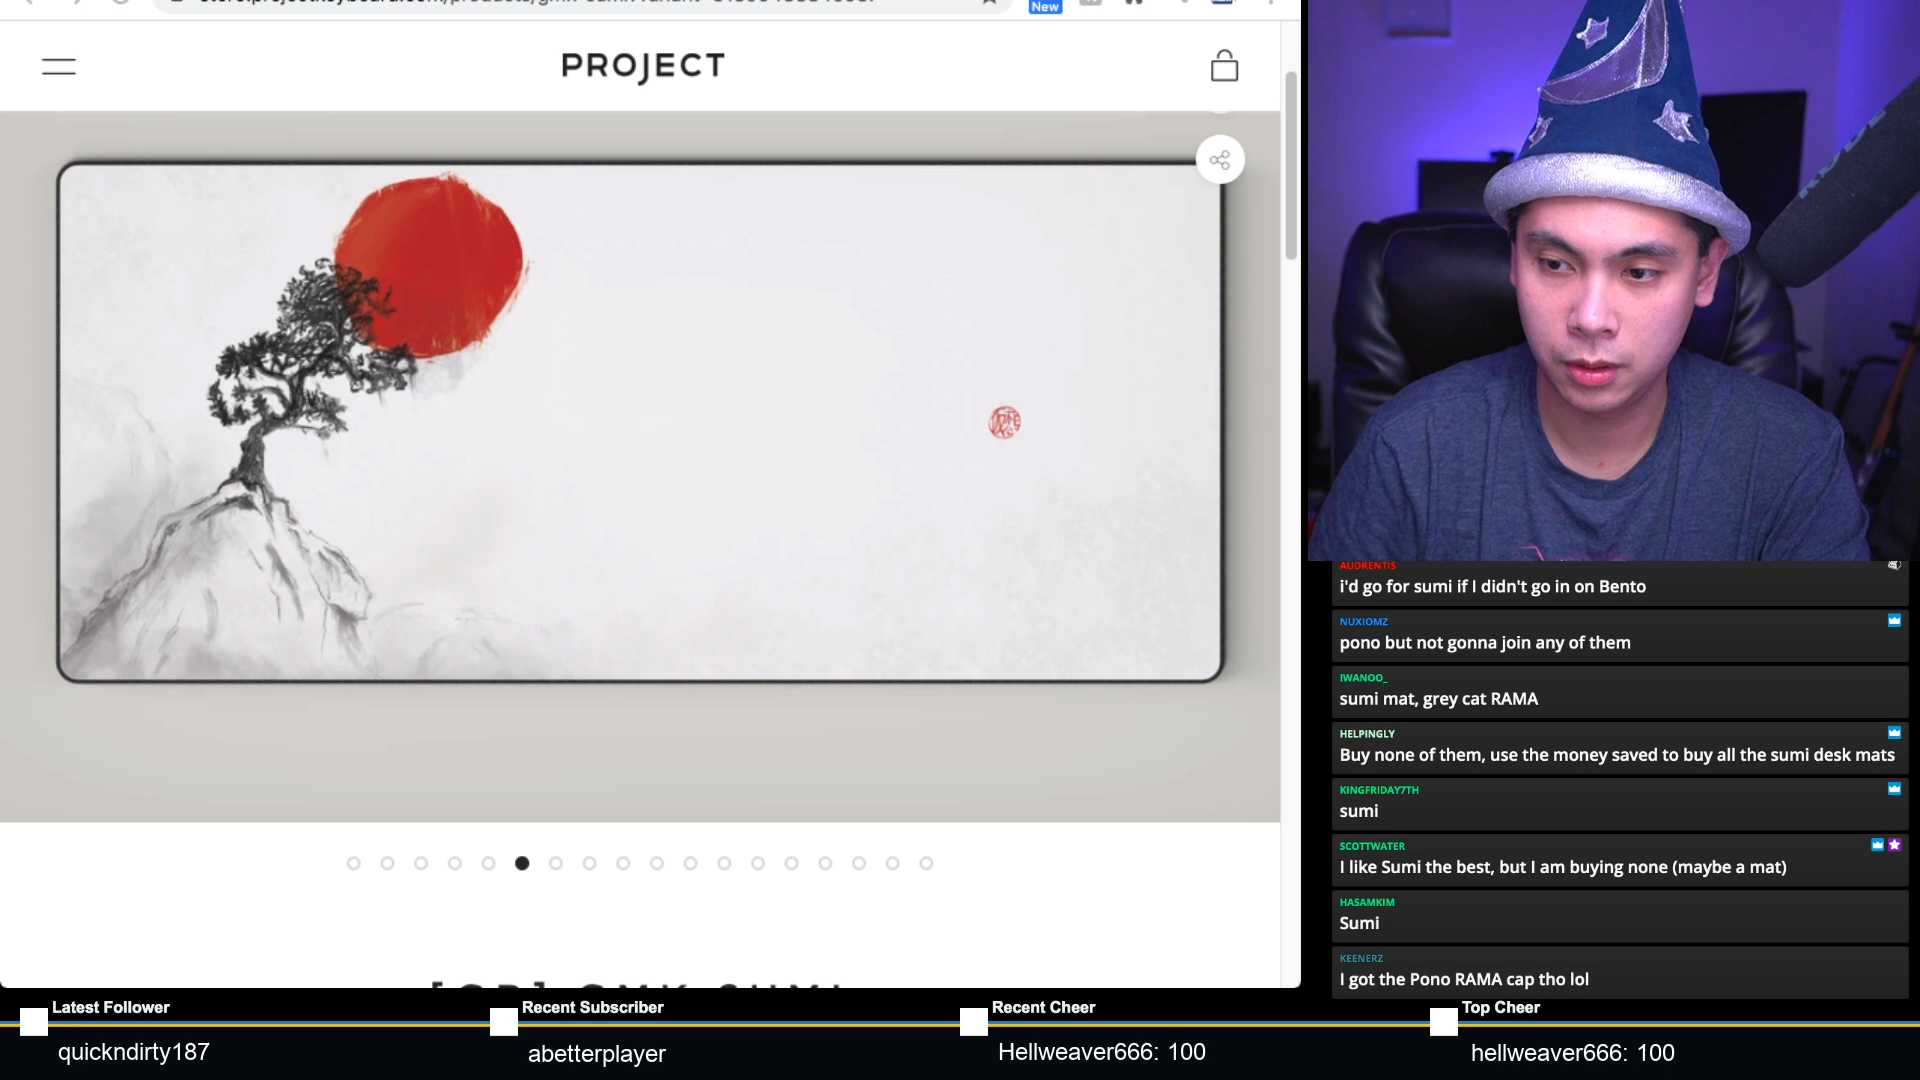 New
PROJECT
[GB] GMK SUMI
AUDRENTIS
i'd go for sumi if I didn't go in on Bento
NUXIOMZ
pono but not gonna join any of them
IWANOO_
sumi mat, grey cat RAMA
HELPINGLY
Buy none of them, use the money saved to buy all the sumi desk mats
KINGFRIDAY7TH
sumi
SCOTTWATER
I like Sumi the best, but I am buying none (maybe a mat)
HASAMKIM
Sumi
KEENERZ
I got the Pono RAMA cap tho lol
Latest Follower
quickndirty187
Recent Subscriber
abetterplayer
Recent Cheer
Hellweaver666: 100
Top Cheer
hellweaver666: 100